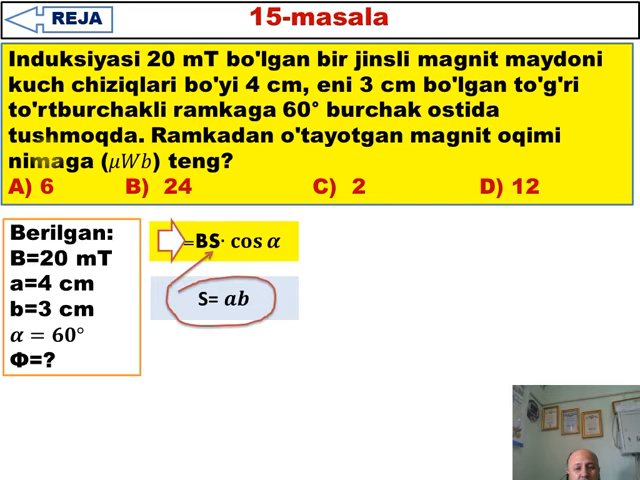 REJA
15-masala
Induksiyasi 20 mT bo'lgan bir jinsli magnit maydoni
kuch chiziqlari bo'yi 4 cm, eni 3 cm bo'lgan to'g'ri
to'rtburchakli ramkaga 60° burchak ostida
tushmoqda. Ramkadan o'tayotgan magnit oqimi
nimaga (μWb) teng?
A) 6 B) 24 C) 2 D) 12
Berilgan:
B=20 mT
a=4 cm
b=3 cm
α = 60°
Φ=?
=BS· cos α
S= ab